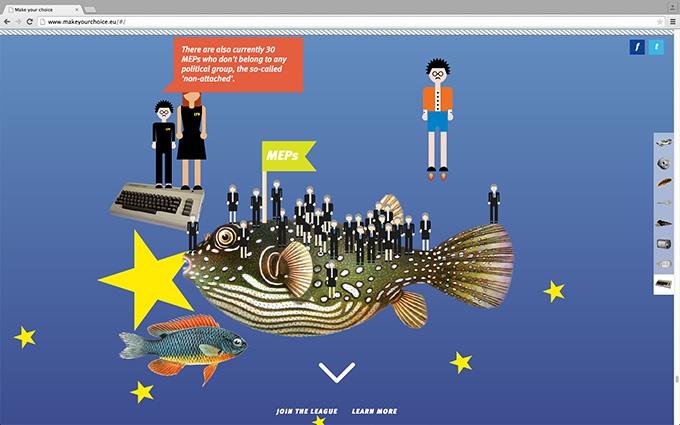 Make your choice
www.makeyourchoice.eu/#/
f t
There are also currently 30
MEPs who don't belong to any
political group, the so-called
'non-attached'.
MEPs
JOIN THE LEAGUE LEARN MORE